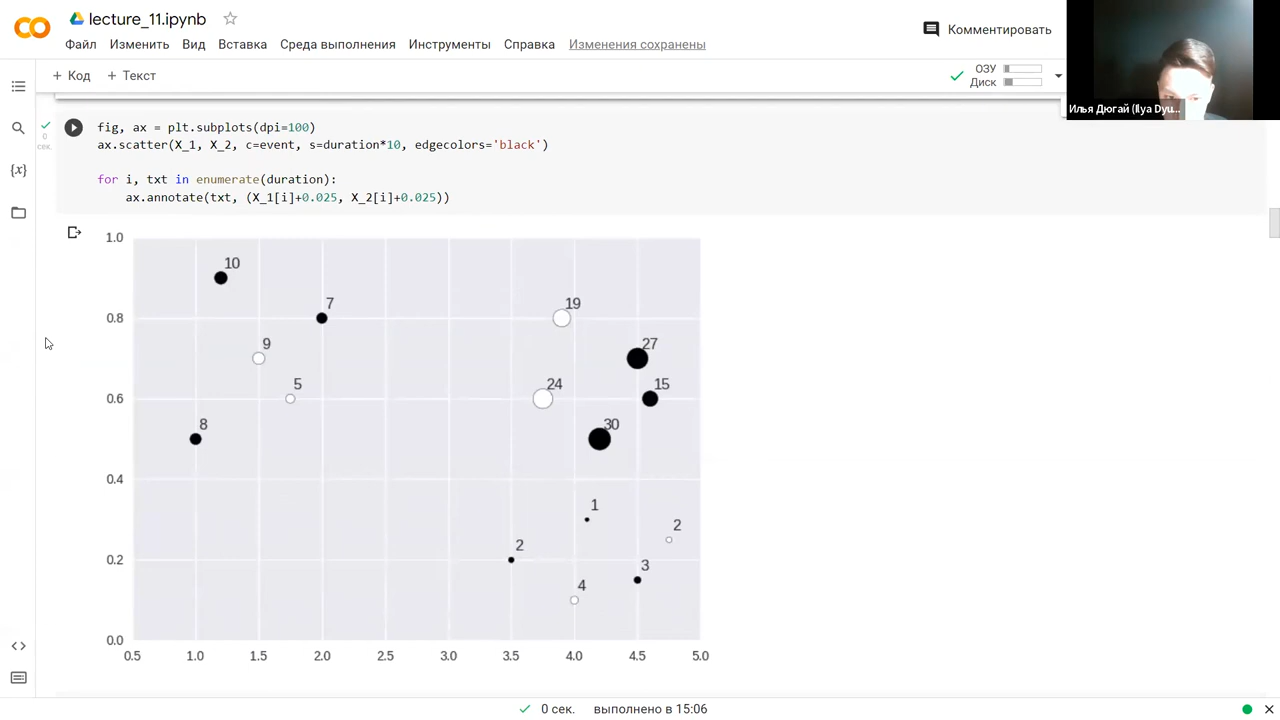 lecture_11.ipynb
Файл Изменить Вид Вставка Среда выполнения Инструменты Справка Изменения сохранены
Комментировать
Илья Дюгай (Ilya Dyu...
+ Код + Текст
ОЗУ
Диск
0
сек.
{x}
fig, ax = plt.subplots(dpi=100)
ax.scatter(X_1, X_2, c=event, s=duration*10, edgecolors='black')
for i, txt in enumerate(duration):
ax.annotate(txt, (X_1[i]+0.025, X_2[i]+0.025))
1.0
10
7
19
0.8
9
27
5
24
15
0.6
8
30
0.4
1
2
2
0.2
3
4
0.0
0.5 1.0 1.5 2.0 2.5 3.0 3.5 4.0 4.5 5.0
0 сек. выполнено в 15:06